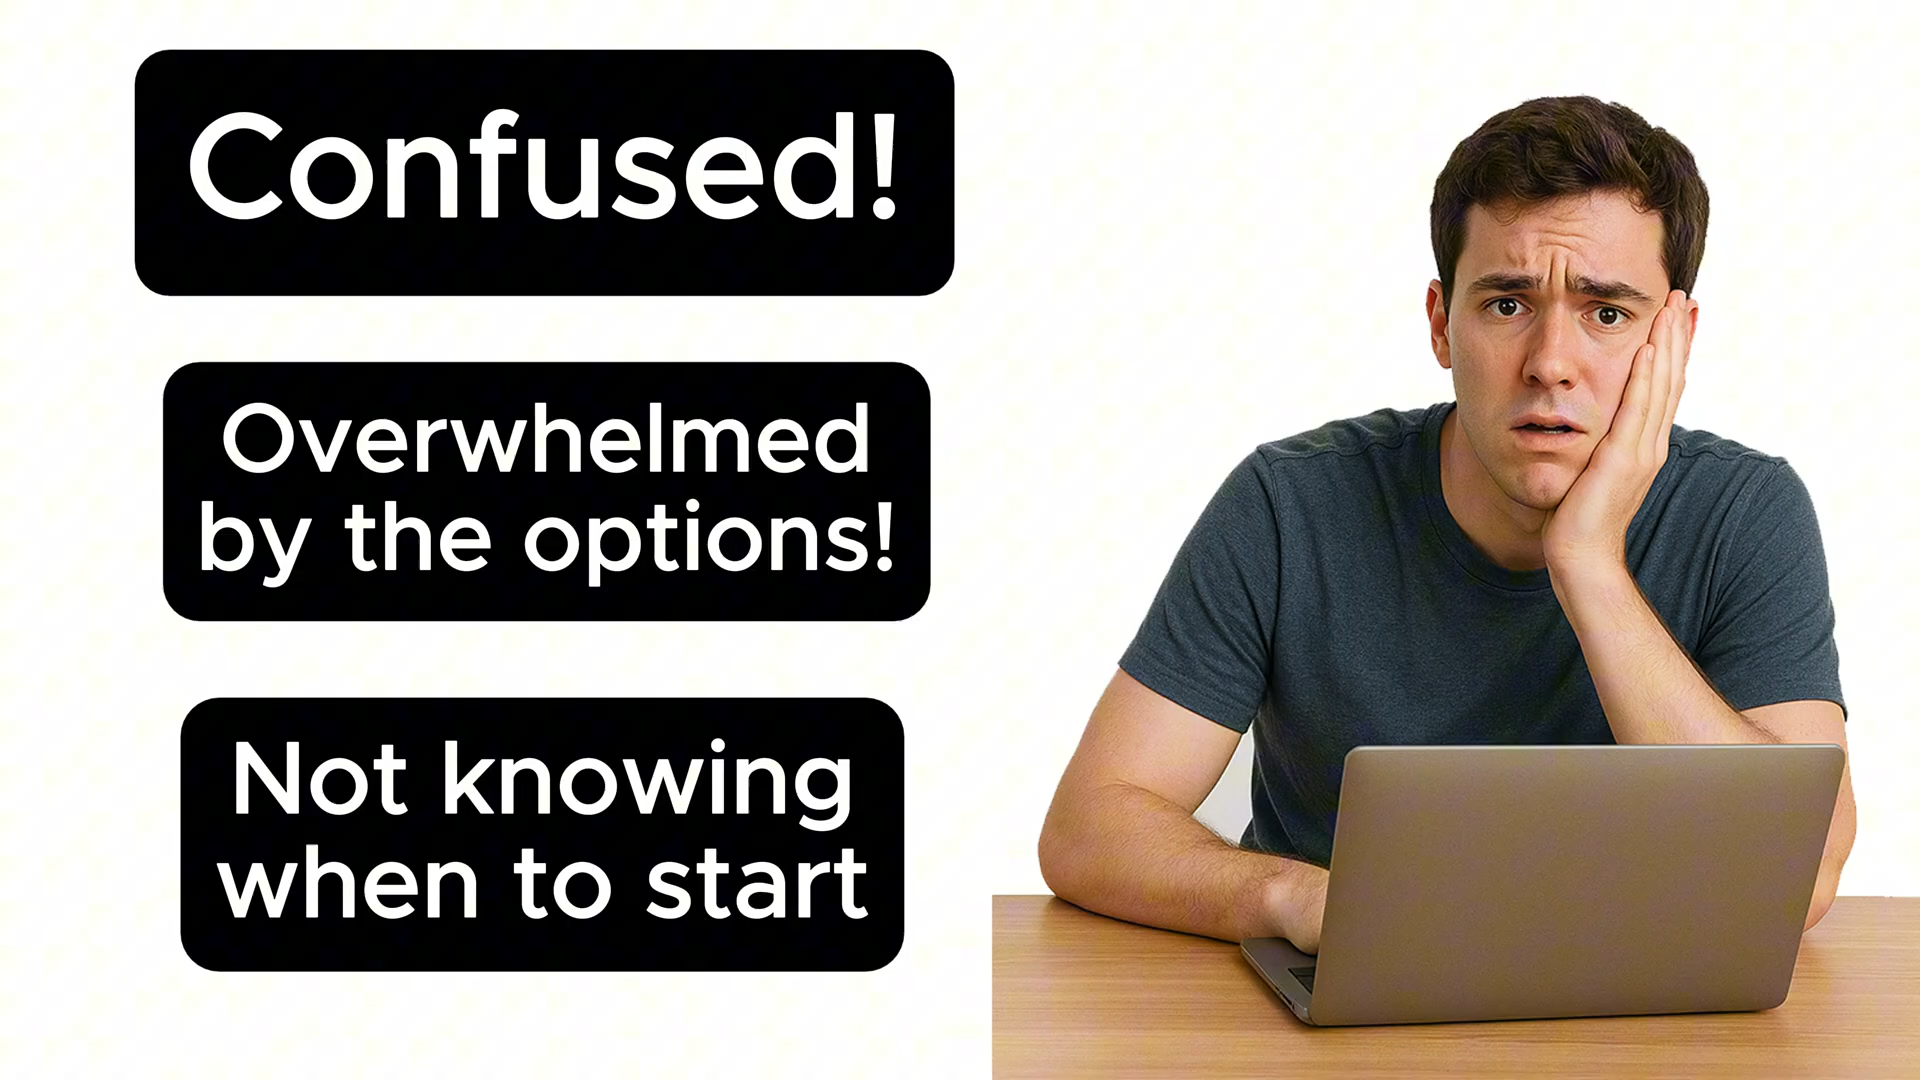 Confused!
Overwhelmed
by the options!
Not knowing
when to start